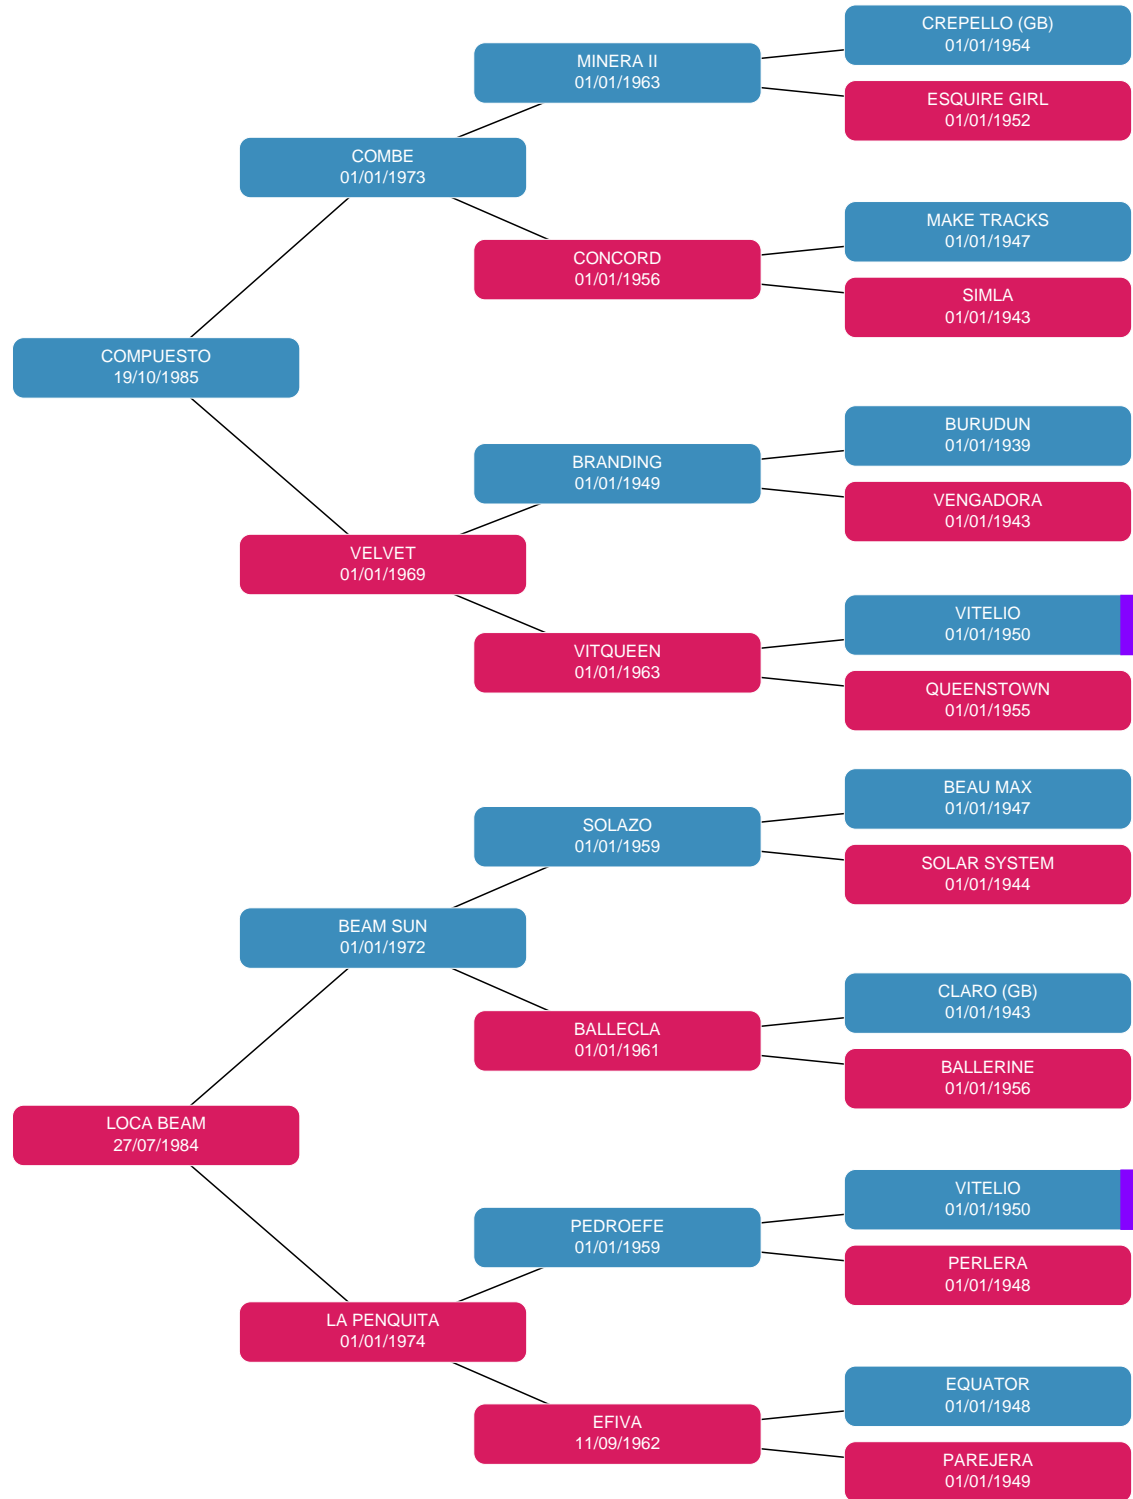 CREPELLO (GB)
01/01/1954
MINERA II
01/01/1963
ESQUIRE GIRL
01/01/1952
COMBE
01/01/1973
MAKE TRACKS
01/01/1947
CONCORD
01/01/1956
SIMLA
01/01/1943
COMPUESTO
19/10/1985
BURUDUN
01/01/1939
BRANDING
01/01/1949
VENGADORA
01/01/1943
VELVET
01/01/1969
VITELIO
01/01/1950
VITQUEEN
01/01/1963
QUEENSTOWN
01/01/1955
BEAU MAX
01/01/1947
SOLAZO
01/01/1959
SOLAR SYSTEM
01/01/1944
BEAM SUN
01/01/1972
CLARO (GB)
01/01/1943
BALLECLA
01/01/1961
BALLERINE
01/01/1956
LOCA BEAM
27/07/1984
VITELIO
01/01/1950
PEDROEFE
01/01/1959
PERLERA
01/01/1948
LA PENQUITA
01/01/1974
EQUATOR
01/01/1948
EFIVA
11/09/1962
PAREJERA
01/01/1949